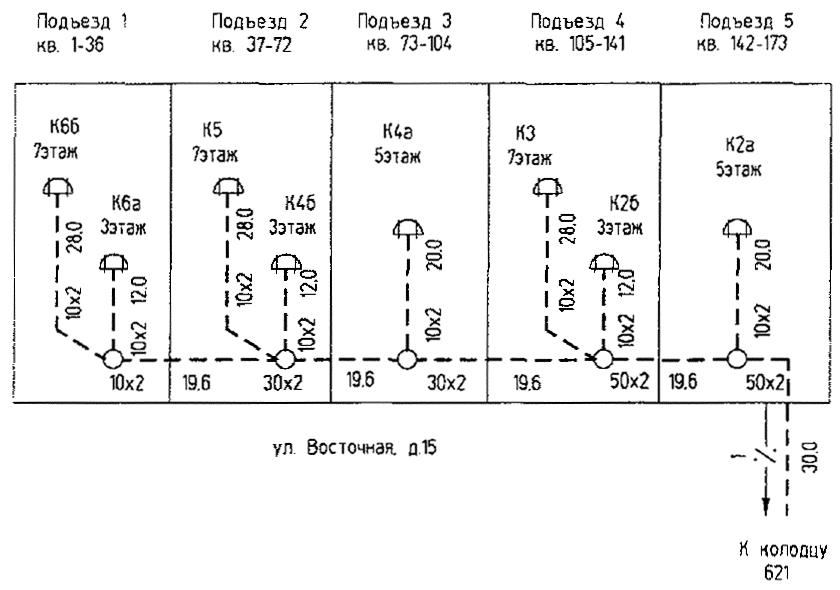 Подъезд 1
кв. 1-36
Подъезд 2
кв. 37-72
Подъезд 3
кв. 73-104
Подъезд 4
кв. 105-141
Подъезд 5
кв. 142-173
К6б
7этаж
К6а
3этаж
28.0
10х2
12.0
10х2
10х2
К5
7этаж
К4б
3этаж
28.0
10х2
12.0
10х2
19.6
30х2
К4а
5этаж
20.0
10х2
19.6
30х2
К3
7этаж
К2б
3этаж
28.0
10х2
12.0
10х2
19.6
50х2
К2а
5этаж
20.0
10х2
19.6
50х2
ул. Восточная, д.15
1
30.0
К колодцу
621